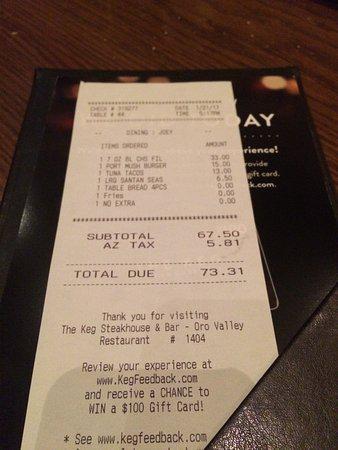 CHECK # 319277 DATE 1/21/17
TABLE # 44 TIME 5:17PM
-- DINING : JOEY --
ITEMS ORDERED AMOUNT
1 7 OZ BL CHS FIL 33.00
1 PORT MUSH BURGER 15.00
1 TUNA TACOS 13.00
1 LRG SANTAN SEAS 6.50
1 TABLE BREAD 4PCS 0.00
1 Fries 0.00
1 NO EXTRA 0.00
SUBTOTAL 67.50
AZ TAX 5.81
TOTAL DUE 73.31
Thank you for visiting
The Keg Steakhouse & Bar - Oro Valley
Restaurant # 1404
Review your experience at
www.KegFeedback.com
and receive a CHANCE to
WIN a $100 Gift Card!
* See www.kegfeedback.com
DAY
perience!
rovide
gift card.
back.com.